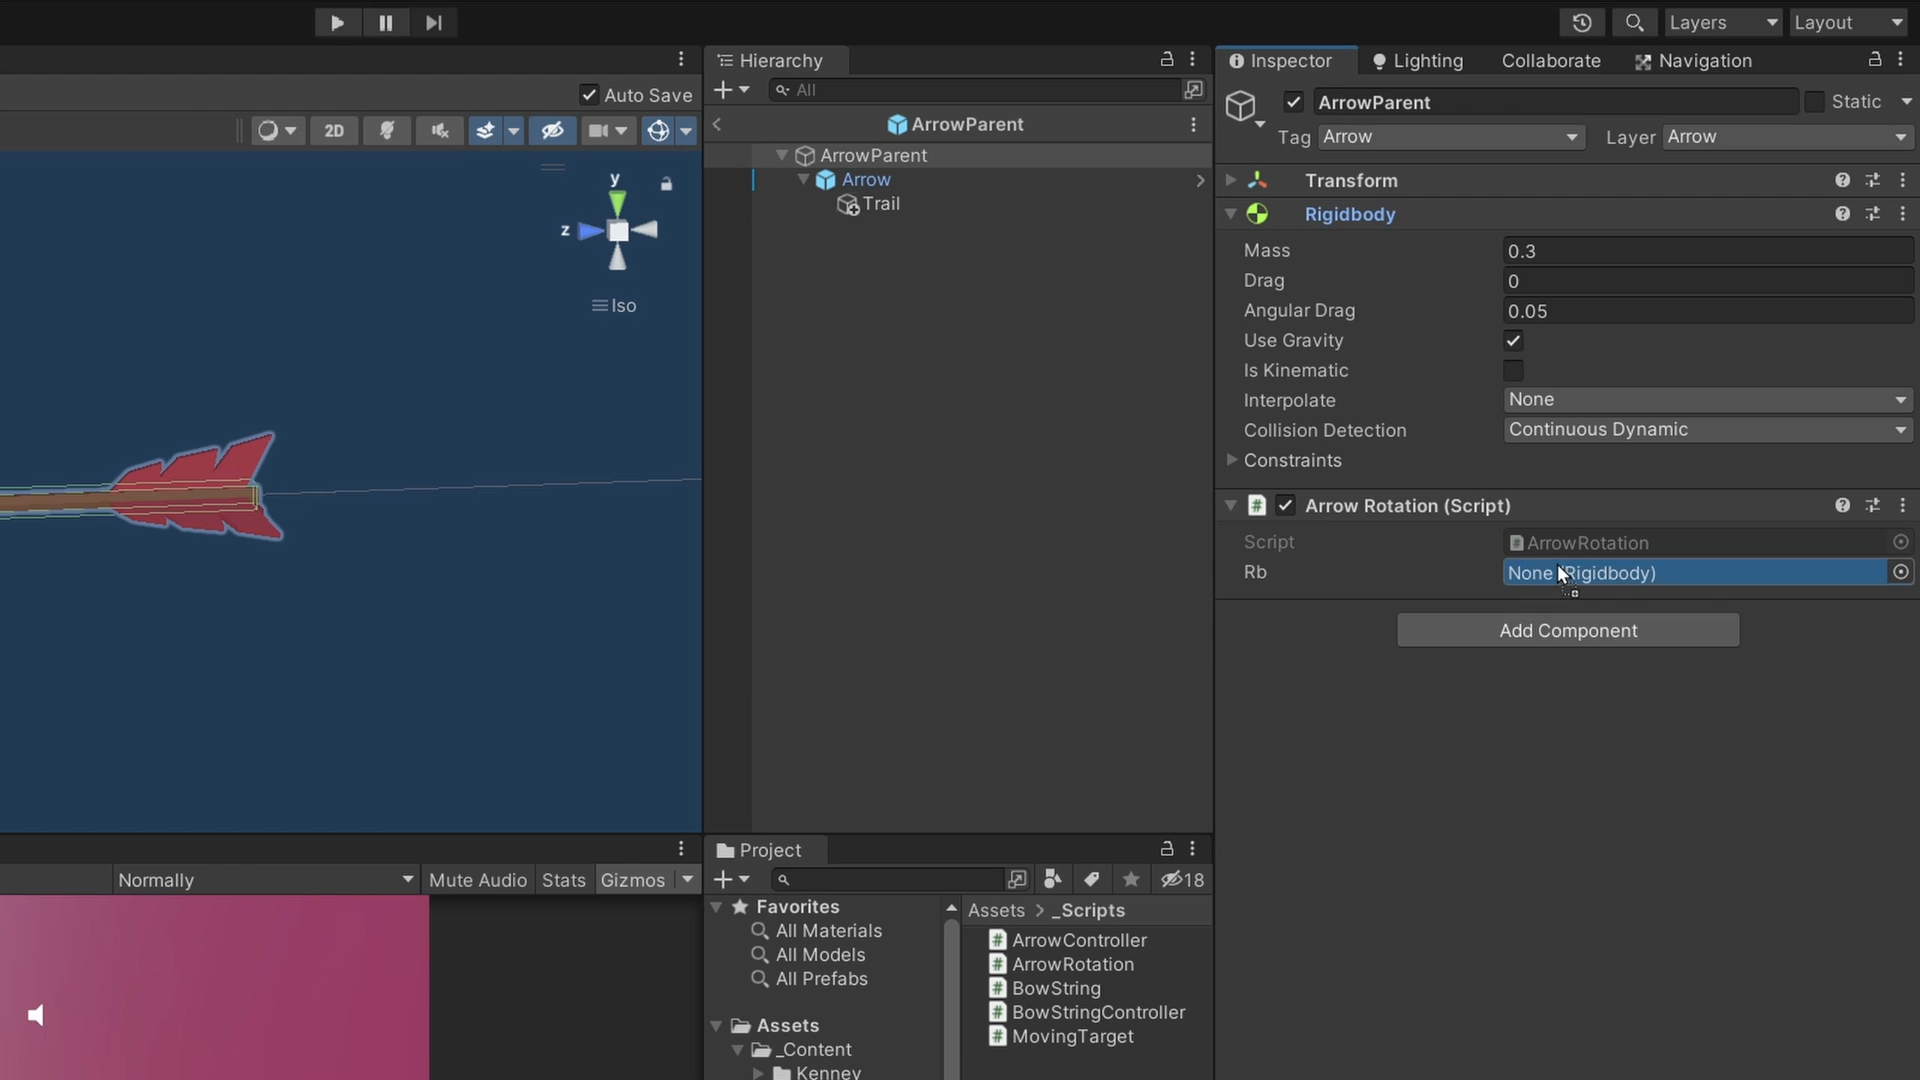 Layers
Layout
Auto Save
2D
y
z
Iso
Hierarchy
All
ArrowParent
ArrowParent
Arrow
Trail
Inspector
Lighting
Collaborate
Navigation
ArrowParent
Static
Tag
Arrow
Layer
Arrow
Transform
Rigidbody
Mass
0.3
Drag
0
Angular Drag
0.05
Use Gravity
Is Kinematic
Interpolate
None
Collision Detection
Continuous Dynamic
Constraints
Arrow Rotation (Script)
Script
ArrowRotation
Rb
None (Rigidbody)
Add Component
Normally
Mute Audio
Stats
Gizmos
Project
18
Favorites
All Materials
All Models
All Prefabs
Assets
_Content
Kenney
Assets > _Scripts
ArrowController
ArrowRotation
BowString
BowStringController
MovingTarget